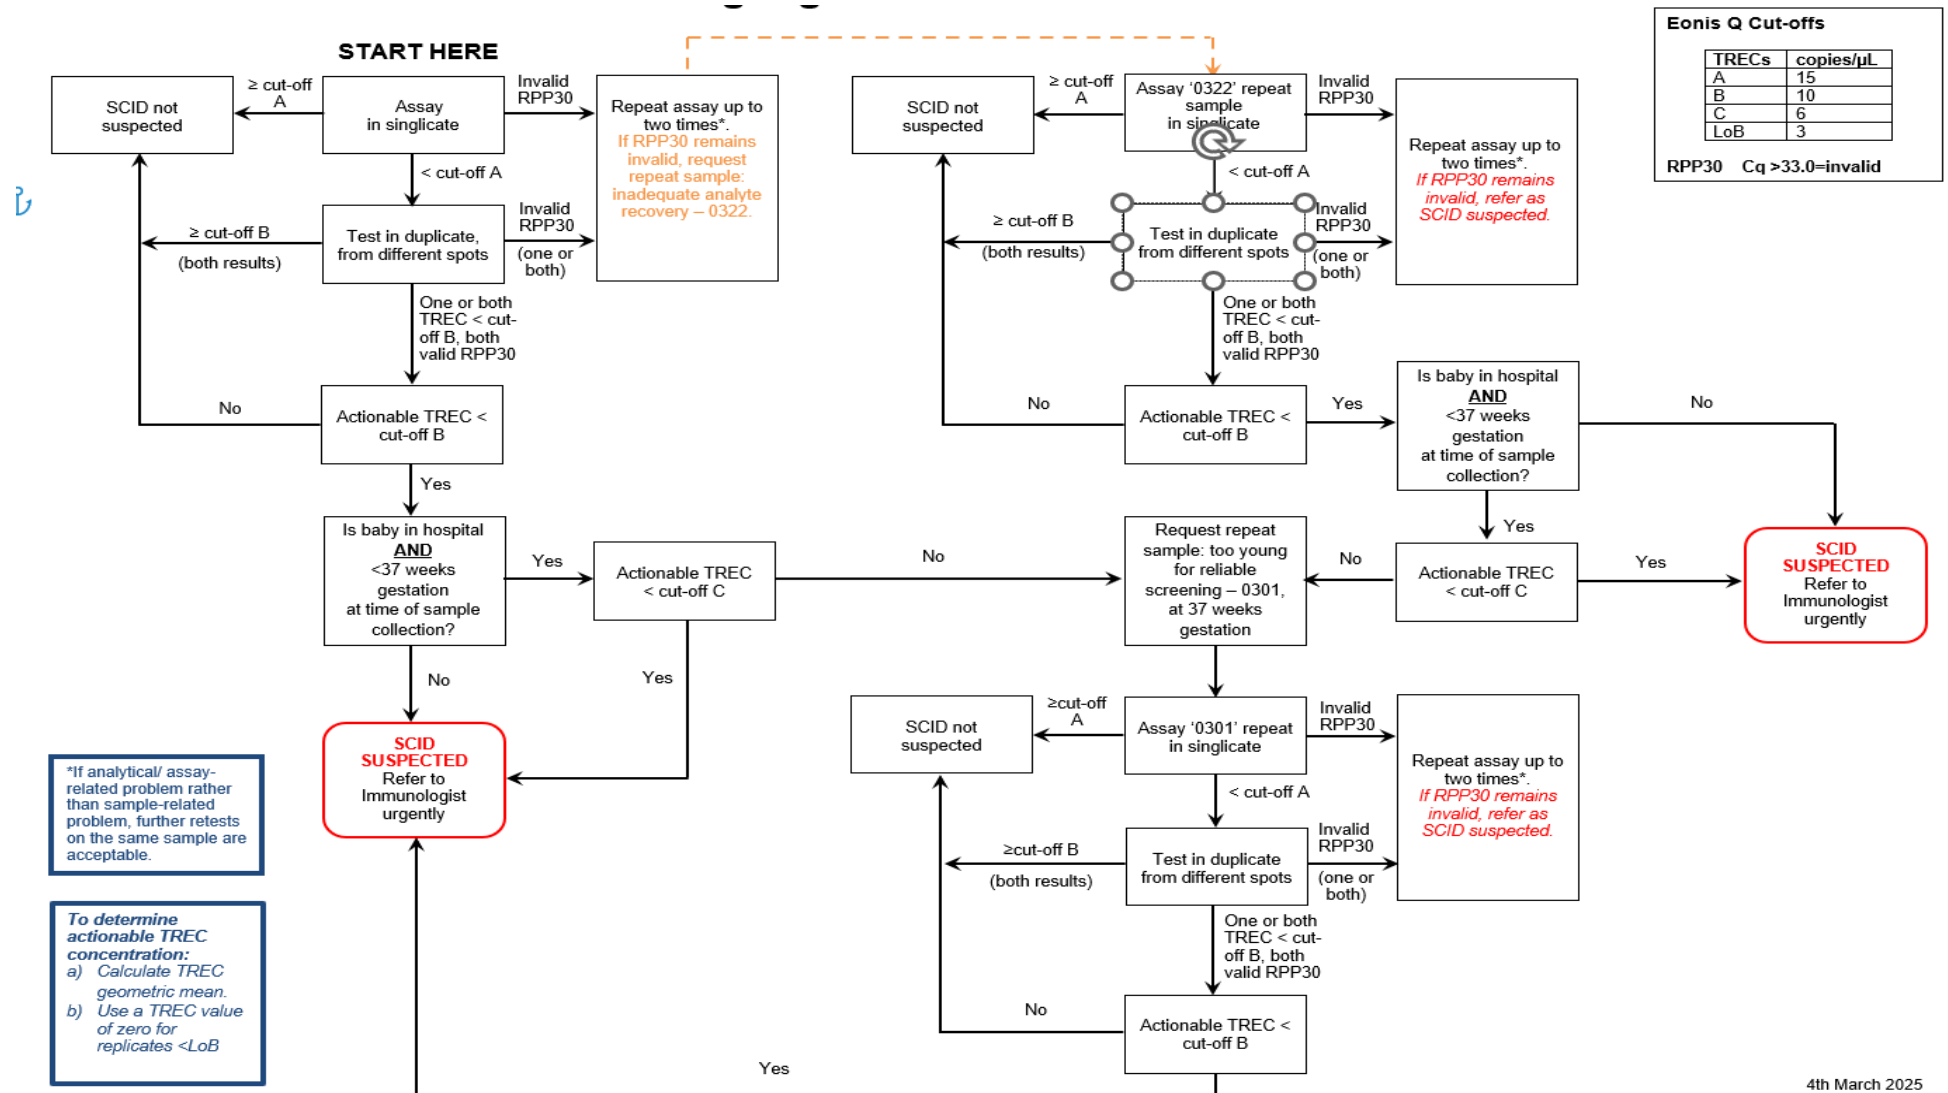 START HERE
SCID not
suspected
≥ cut-off
A
Assay
in singlicate
Invalid
RPP30
Repeat assay up to
two times*.
If RPP30 remains
invalid, request
repeat sample:
inadequate analyte
recovery – 0322.
< cut-off A
≥ cut-off B
(both results)
Test in duplicate,
from different spots
Invalid
RPP30
(one or
both)
One or both
TREC < cut-
off B, both
valid RPP30
No
Actionable TREC <
cut-off B
Yes
Is baby in hospital
AND
<37 weeks
gestation
at time of sample
collection?
Yes
Actionable TREC
< cut-off C
No
No
Yes
SCID
SUSPECTED
Refer to
Immunologist
urgently
*If analytical/ assay-
related problem rather
than sample-related
problem, further retests
on the same sample are
acceptable.
To determine
actionable TREC
concentration:
a) Calculate TREC
geometric mean.
b) Use a TREC value
of zero for
replicates <LoB
SCID not
suspected
≥ cut-off
A
Assay '0322' repeat
sample
in singlicate
Invalid
RPP30
Repeat assay up to
two times*.
If RPP30 remains
invalid, refer as
SCID suspected.
< cut-off A
≥ cut-off B
(both results)
Test in duplicate
from different spots
Invalid
RPP30
(one or
both)
One or both
TREC < cut-
off B, both
valid RPP30
No
Actionable TREC <
cut-off B
Yes
Is baby in hospital
AND
<37 weeks
gestation
at time of sample
collection?
No
Yes
Request repeat
sample: too young
for reliable
screening – 0301,
at 37 weeks
gestation
No
Actionable TREC
< cut-off C
Yes
SCID
SUSPECTED
Refer to
Immunologist
urgently
SCID not
suspected
≥cut-off
A
Assay '0301' repeat
in singlicate
Invalid
RPP30
Repeat assay up to
two times*.
If RPP30 remains
invalid, refer as
SCID suspected.
< cut-off A
≥cut-off B
(both results)
Test in duplicate
from different spots
Invalid
RPP30
(one or
both)
One or both
TREC < cut-
off B, both
valid RPP30
No
Actionable TREC <
cut-off B
Yes
Eonis Q Cut-offs
TRECs copies/µL
A 15
B 10
C 6
LoB 3
RPP30 Cq >33.0=invalid
4th March 2025